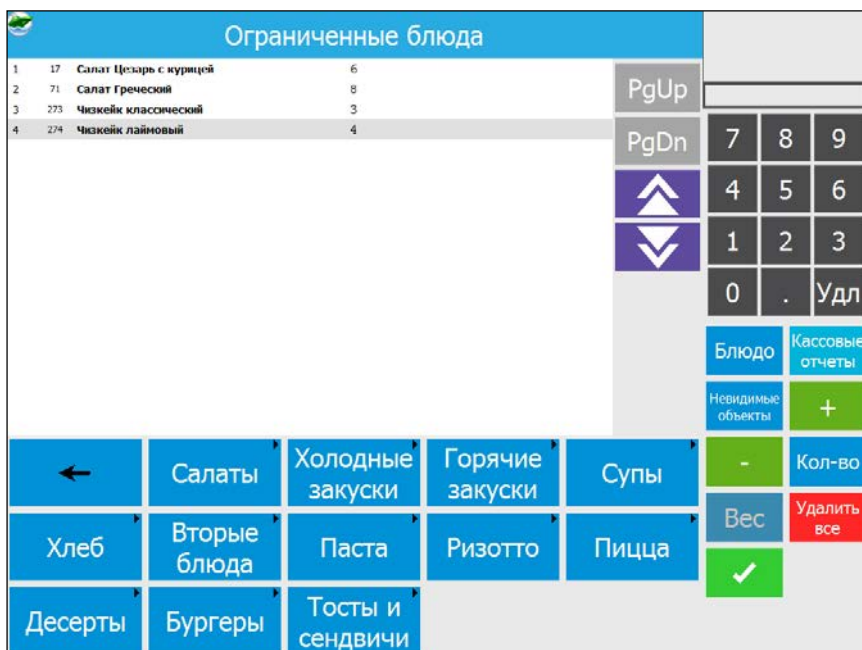 Ограниченные блюда
1 17 Салат Цезарь с курицей 6
2 71 Салат Греческий 8
3 273 Чизкейк классический 3
4 274 Чизкейк лаймовый 4
PgUp
PgDn
7 8 9
4 5 6
1 2 3
0 . Удл
Блюдо
Кассовые
отчеты
Невидимые
объекты
+
-
Кол-во
Вес
Удалить
все
Салаты
Холодные
закуски
Горячие
закуски
Супы
Хлеб
Вторые
блюда
Паста
Ризотто
Пицца
Десерты
Бургеры
Тосты и
сендвичи